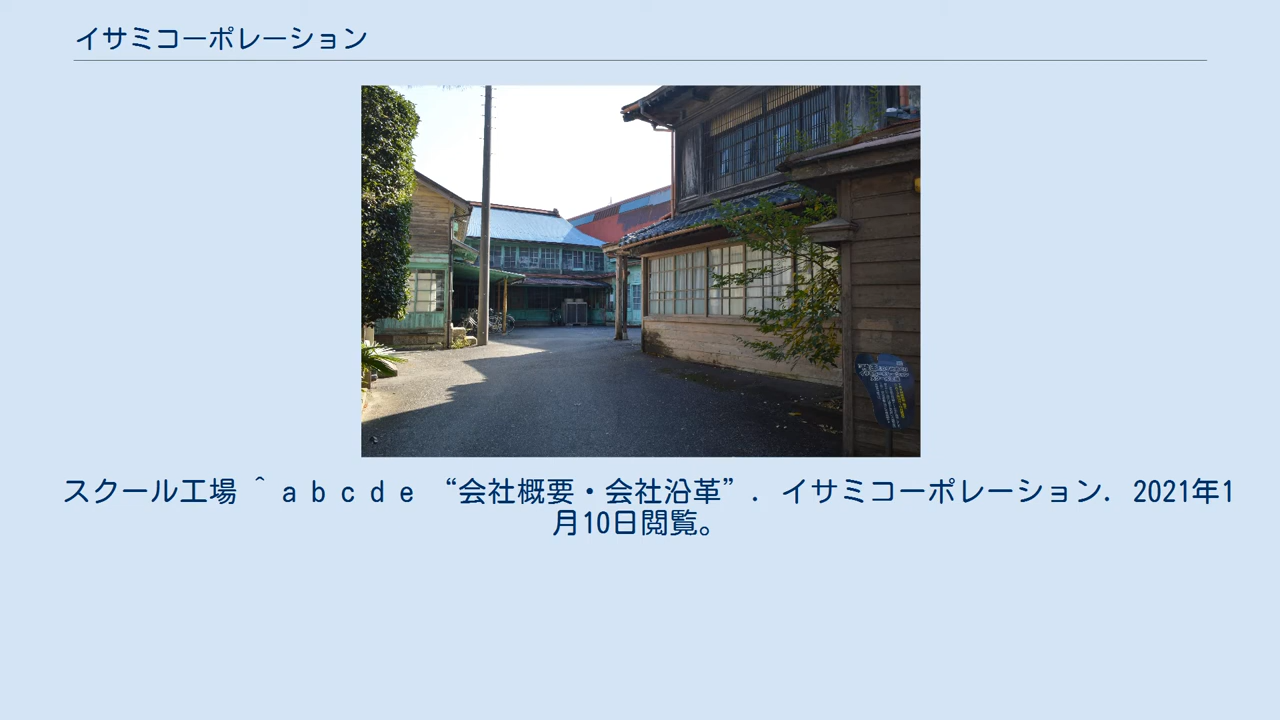 イサミコーポレーション
スクール工場 ＾ａｂｃｄｅ “会社概要・会社沿革”. イサミコーポレーション. 2021年1
月10日閲覧。